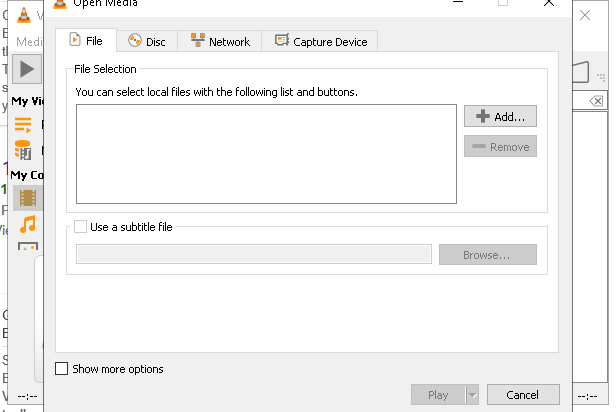 Open Media
Medi
File
Disc
Network
Capture Device
File Selection
You can select local files with the following list and buttons.
Add...
Remove
My Vi
My Co
Use a subtitle file
Browse...
Show more options
Play
Cancel
--:--
--:--